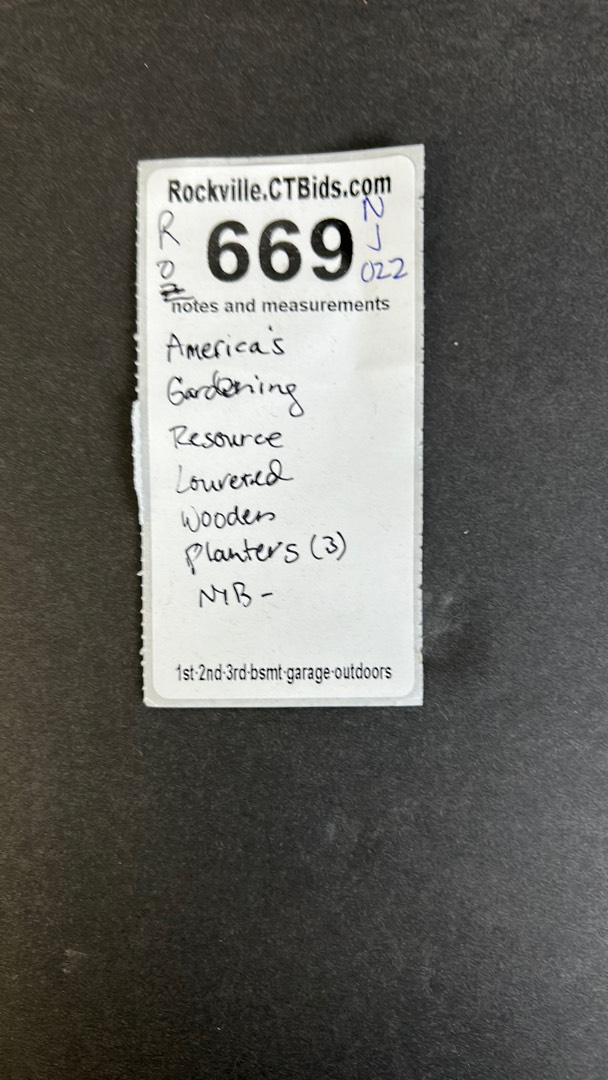 Rockville.CTBids.com
R
O
669
N
J
022
notes and measurements
America's
Gardening
Resource
Louvered
Wooden
Planters (3)
NIB-
1st-2nd-3rd-bsmt-garage-outdoors